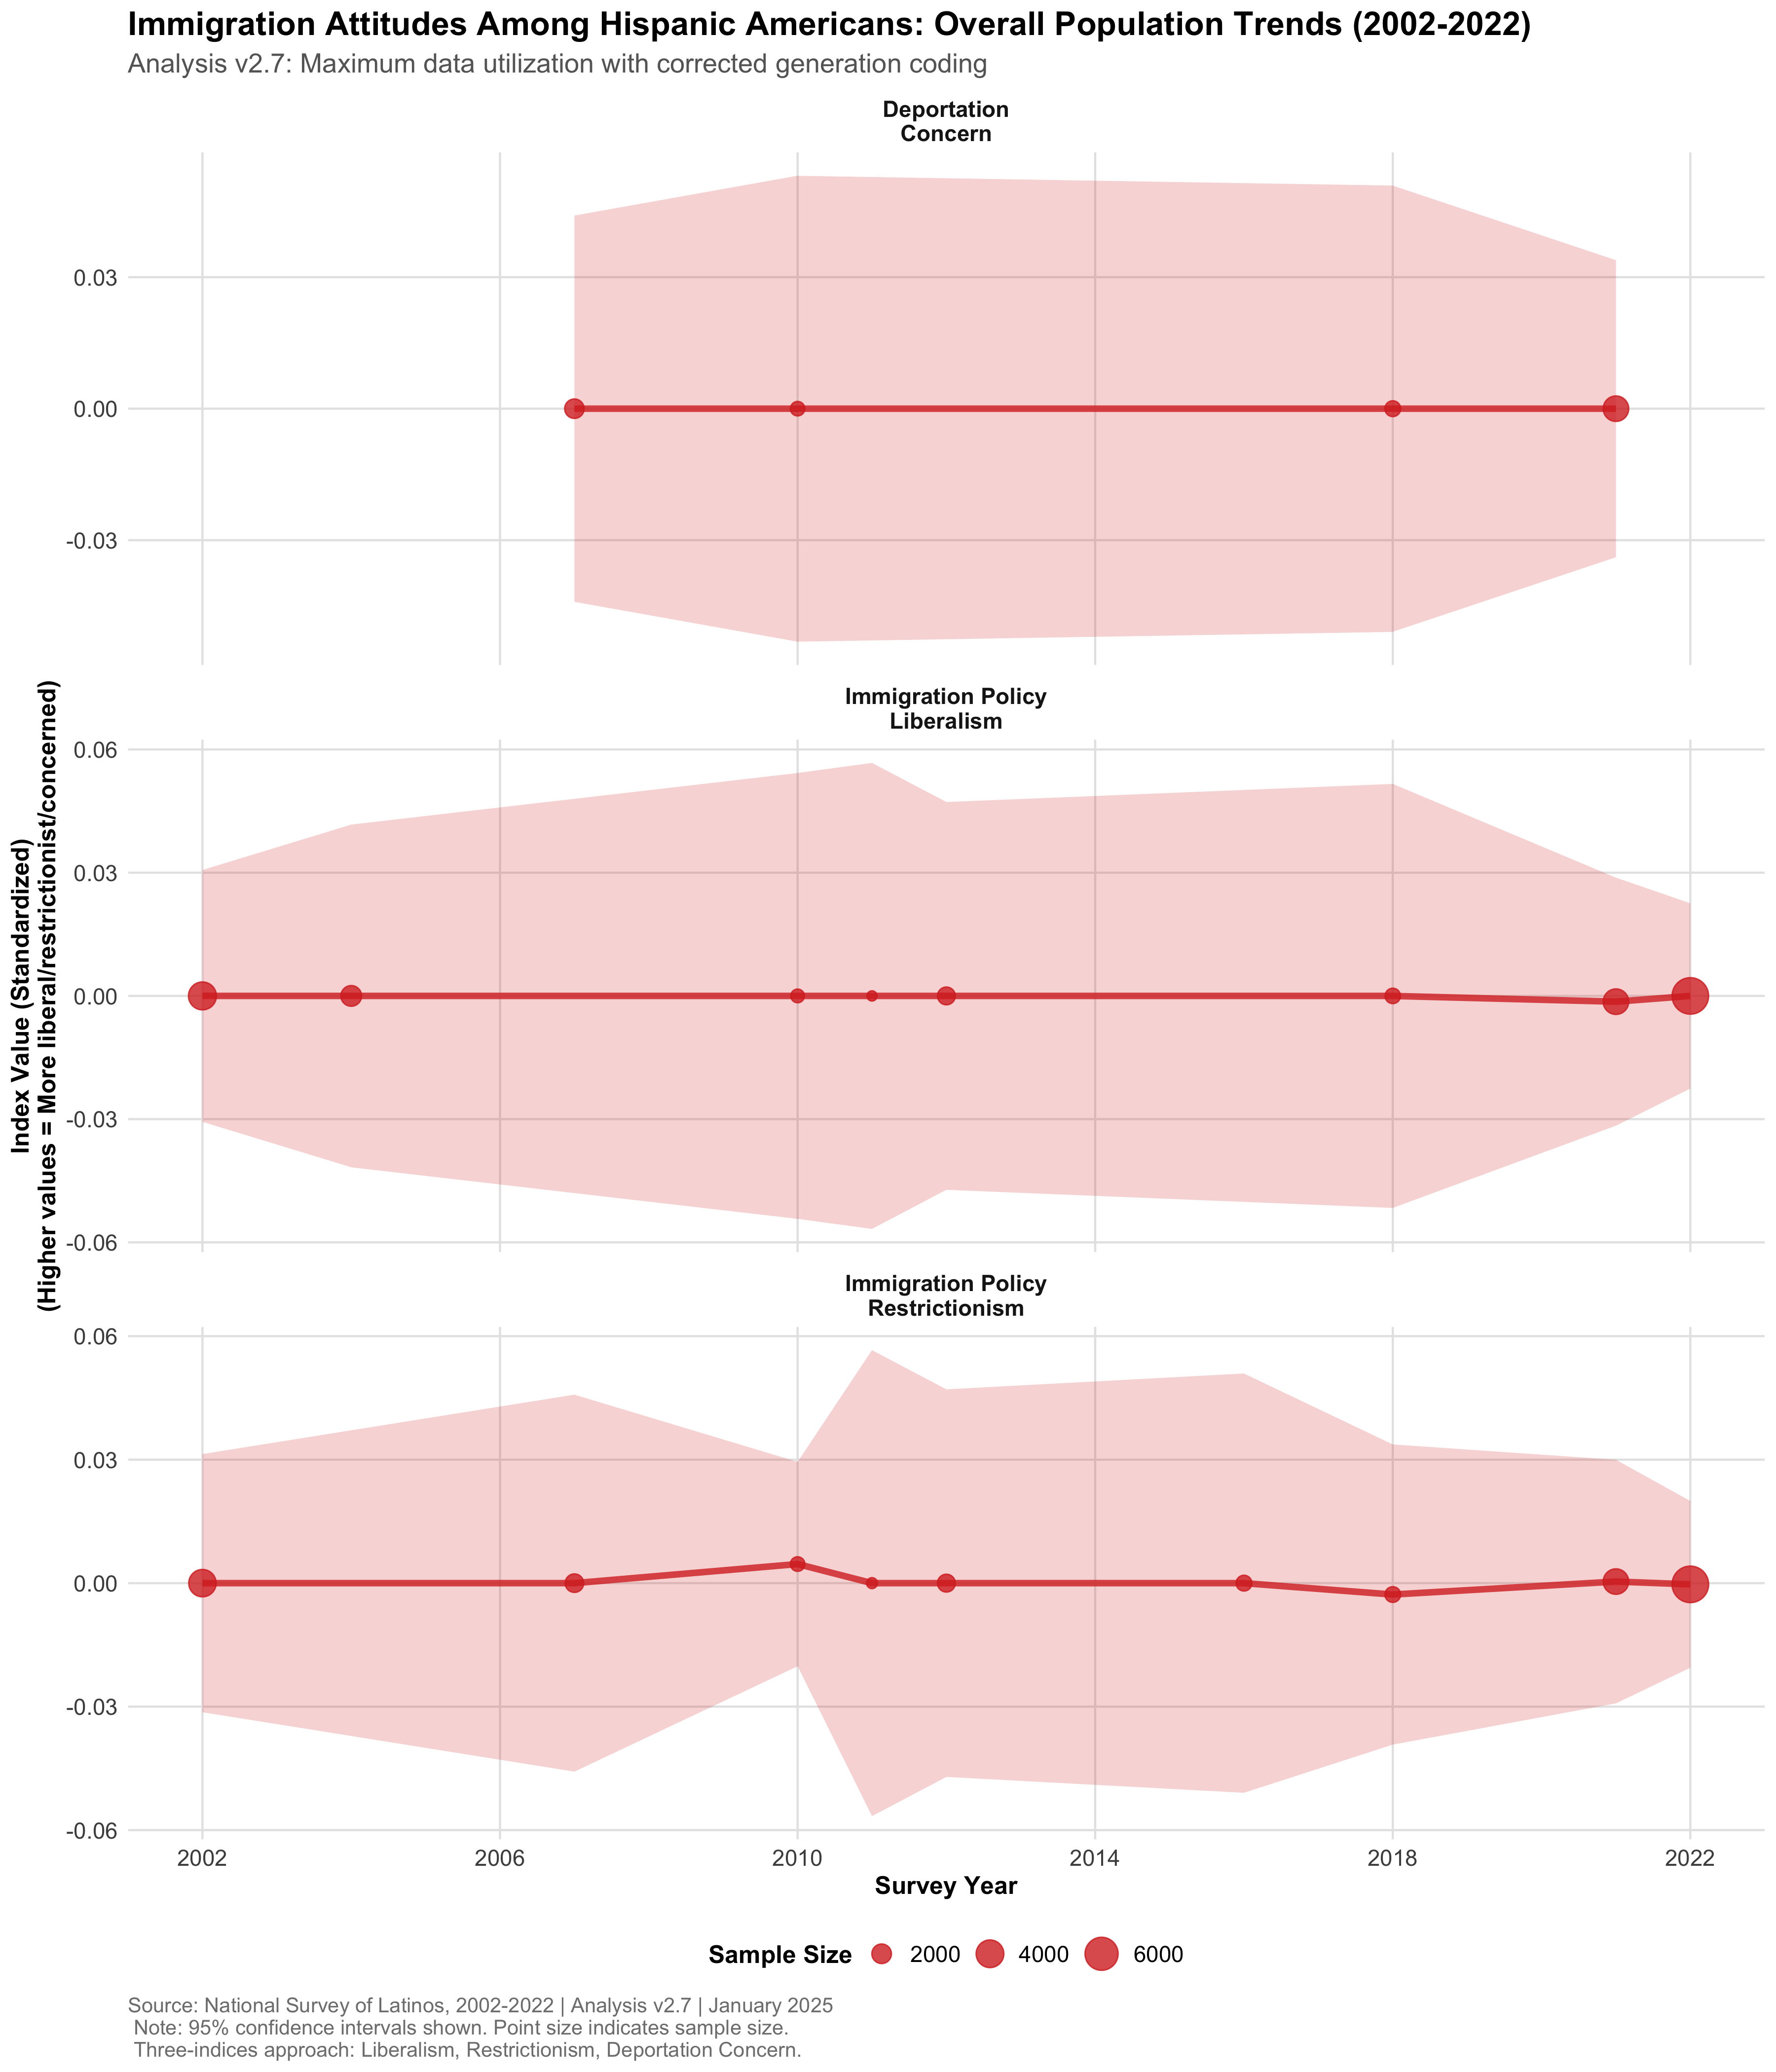 Immigration Attitudes Among Hispanic Americans: Overall Population Trends (2002-2022)
Analysis v2.7: Maximum data utilization with corrected generation coding
Deportation
Concern
0.03
0.00
-0.03
Immigration Policy
Liberalism
0.06
0.03
0.00
-0.03
-0.06
Index Value (Standardized)
(Higher values = More liberal/restrictionist/concerned)
Immigration Policy
Restrictionism
0.06
0.03
0.00
-0.03
-0.06
2002 2006 2010 2014 2018 2022
Survey Year
Sample Size 2000 4000 6000
Source: National Survey of Latinos, 2002-2022 | Analysis v2.7 | January 2025
Note: 95% confidence intervals shown. Point size indicates sample size.
Three-indices approach: Liberalism, Restrictionism, Deportation Concern.